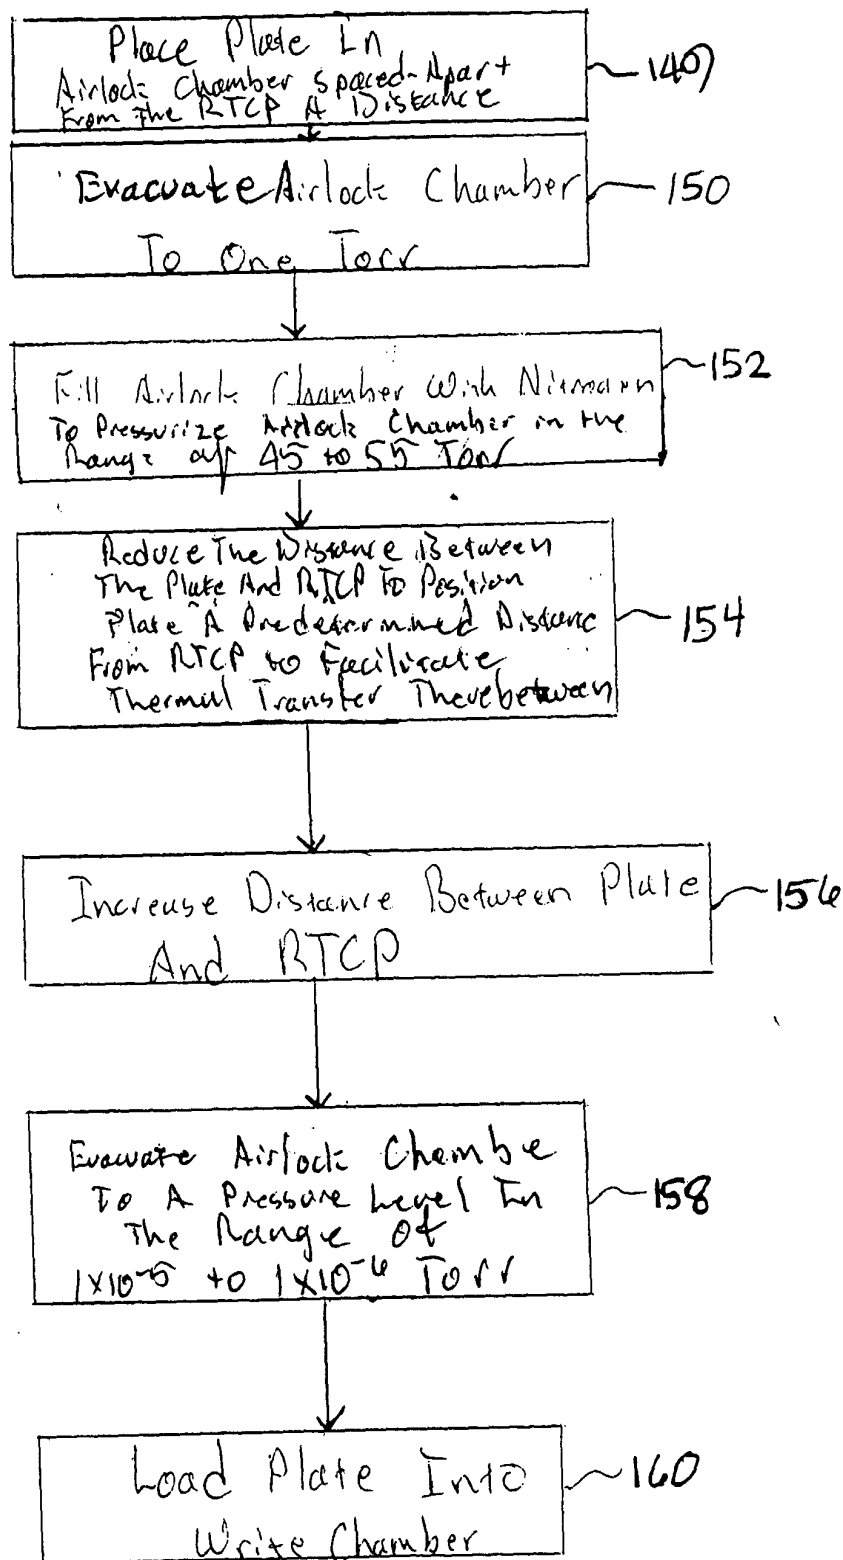 Place Plate In
Airlock Chamber Spaced-Apart
From The RTCP A Distance
149
Evacuate Airlock Chamber
To One Torr
150
Fill Airlock Chamber With
To Pressurize Airlock Chamber in the
Range of 45 to 55 Torr
152
Reduce The Distance Between
The Plate And RTCP To Position
Plate A Predetermined Distanc
From RTCP to Facilitate
Thermal Transfer Therebetween
154
Increase Distance Between Plate
And RTCP
156
Evacuate Airlock Chambe
To A Pressure Level In
The Range Of
1x10-5 to 1x10-6 Torr
158
Load Plate Into
Write Chamber
160